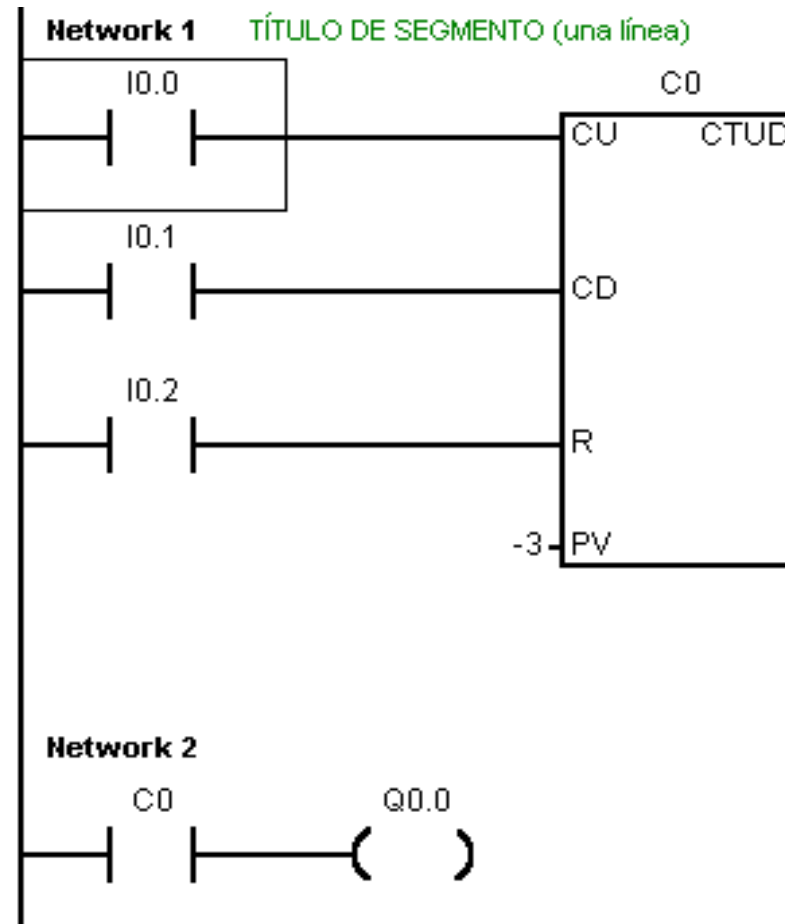 Network 1 TÍTULO DE SEGMENTO (una línea)
I0.0
C0
CU CTUD
I0.1
CD
I0.2
R
-3 PV
Network 2
C0 Q0.0